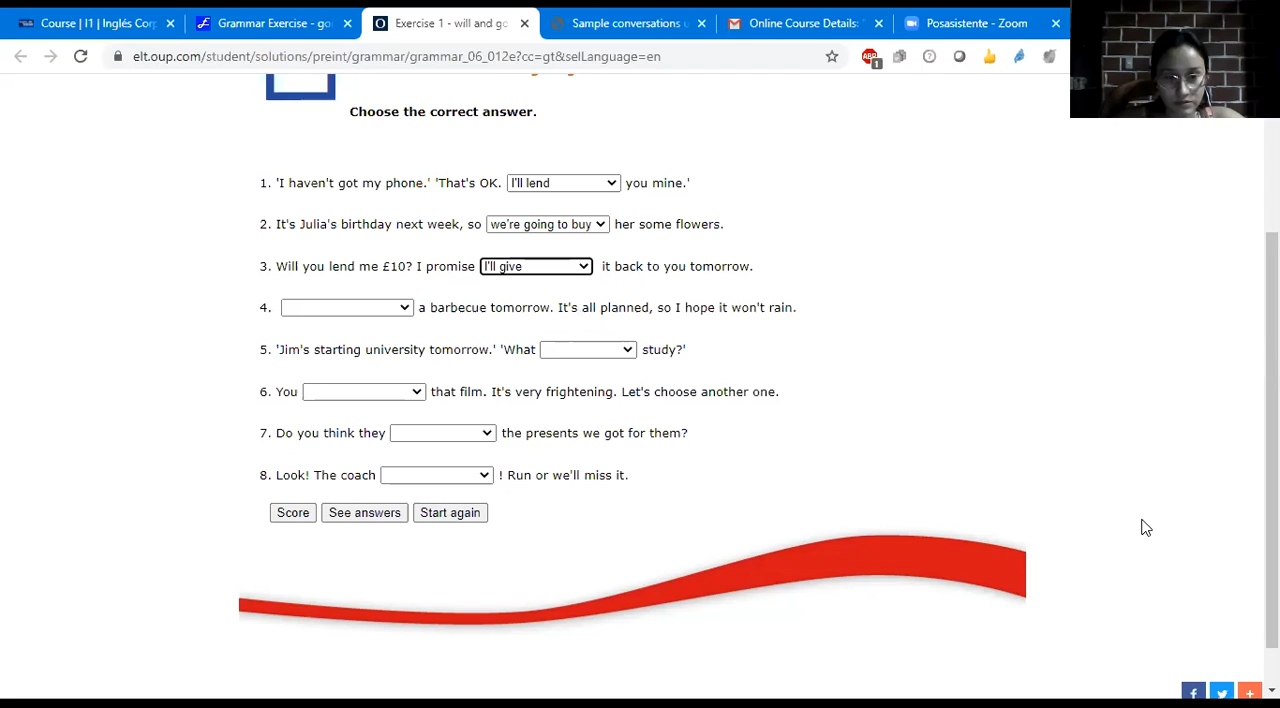 Course | I1 | Inglés Corp
Grammar Exercise - go
Exercise 1 - will and go
Sample conversations u
Online Course Details:
Posasistente - Zoom
elt.oup.com/student/solutions/preint/grammar/grammar_06_012e?cc=gt&selLanguage=en
ABP
1
Choose the correct answer.
1. 'I haven't got my phone.' 'That's OK. I'll lend you mine.'
2. It's Julia's birthday next week, so we're going to buy her some flowers.
3. Will you lend me £10? I promise I'll give it back to you tomorrow.
4. a barbecue tomorrow. It's all planned, so I hope it won't rain.
5. 'Jim's starting university tomorrow.' 'What study?'
6. You that film. It's very frightening. Let's choose another one.
7. Do you think they the presents we got for them?
8. Look! The coach ! Run or we'll miss it.
Score See answers Start again